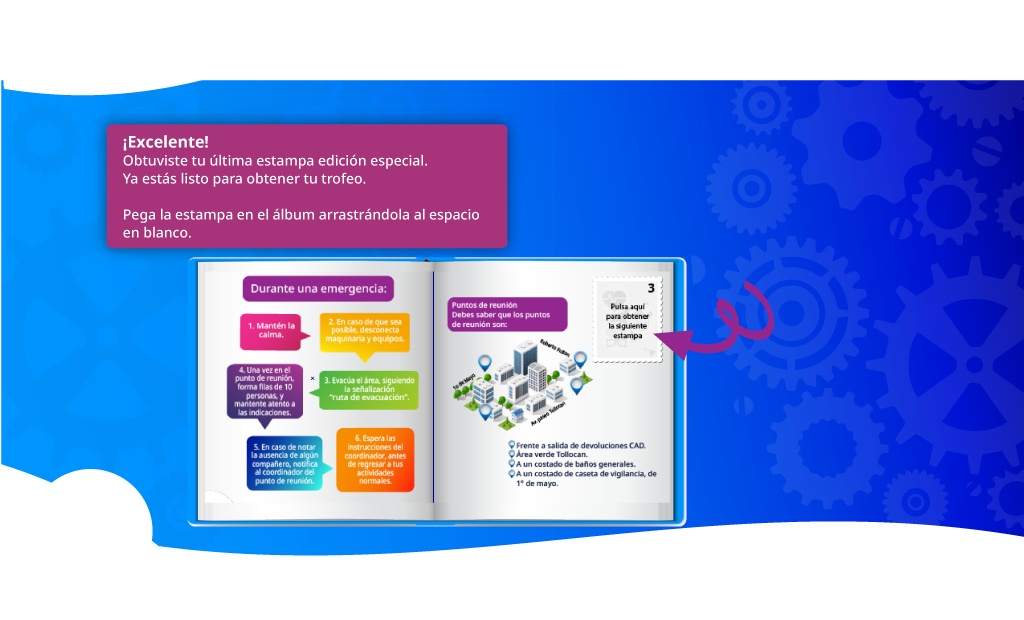 ¡Excelente!
Obtuviste tu última estampa edición especial.
Ya estás listo para obtener tu trofeo.
Pega la estampa en el álbum arrastrándola al espacio
en blanco.
Durante una emergencia:
1. Mantén la
calma.
2. En caso de que sea
posible, desconecta
maquinaria y equipos.
4. Una vez en el
punto de reunión,
forma filas de 10
personas, y
mantente atento a
las indicaciones.
3. Evacúa el área, siguiendo
la señalización
"ruta de evacuación".
5. En caso de notar
la ausencia de algún
compañero, notifica
al coordinador del
punto de reunión.
6. Espera las
instrucciones del
coordinador, antes
de regresar a tus
actividades
normales.
Puntos de reunión
Debes saber que los puntos
de reunión son:
3
Pulsa aquí
para obtener
la siguiente
estampa
1o de Mayo
Av. paseo Tollocan
Frente a salida de devoluciones CAD.
Área verde Tollocan.
A un costado de baños generales.
A un costado de caseta de vigilancia, de
1° de mayo.